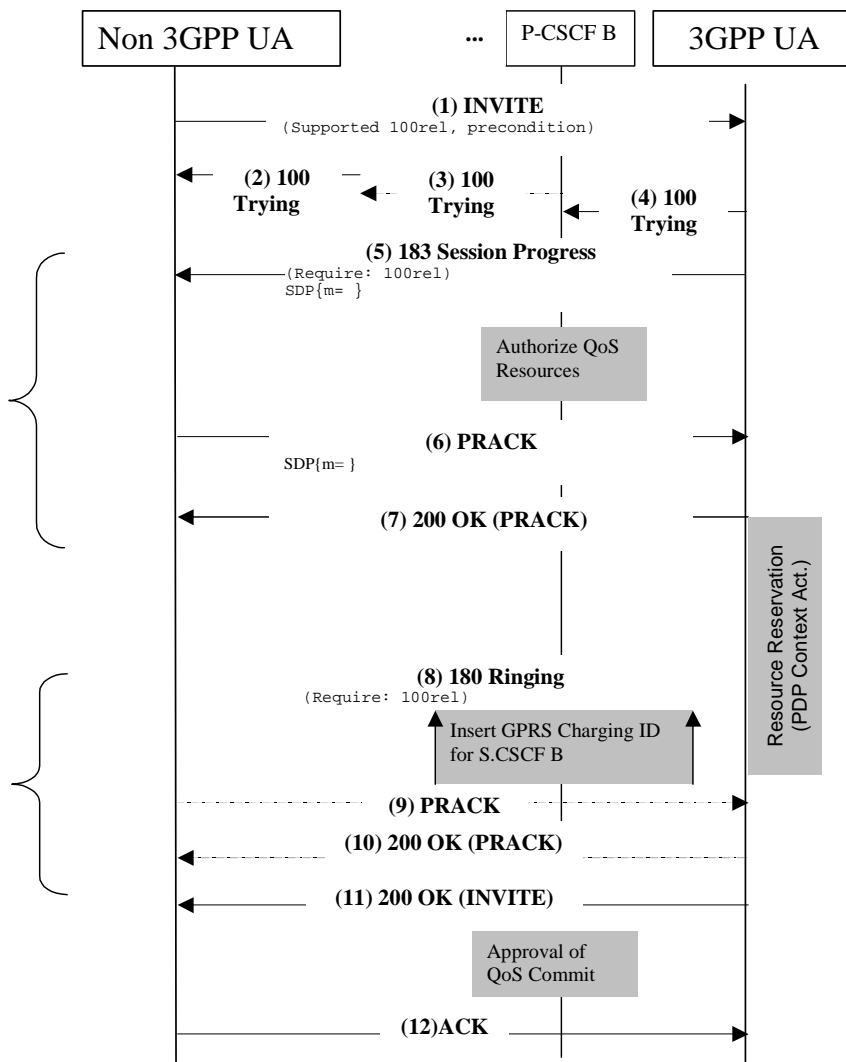 Non 3GPP UA
...
P-CSCF B
3GPP UA
(1) INVITE
(Supported 100rel, precondition)
(2) 100
Trying
(3) 100
Trying
(4) 100
Trying
(5) 183 Session Progress
(Require: 100rel)
SDP{m= }
Authorize QoS
Resources
(6) PRACK
SDP{m= }
(7) 200 OK (PRACK)
Resource Reservation
(PDP Context Act.)
(8) 180 Ringing
(Require: 100rel)
Insert GPRS Charging ID
for S.CSCF B
(9) PRACK
(10) 200 OK (PRACK)
(11) 200 OK (INVITE)
Approval of
QoS Commit
(12)ACK